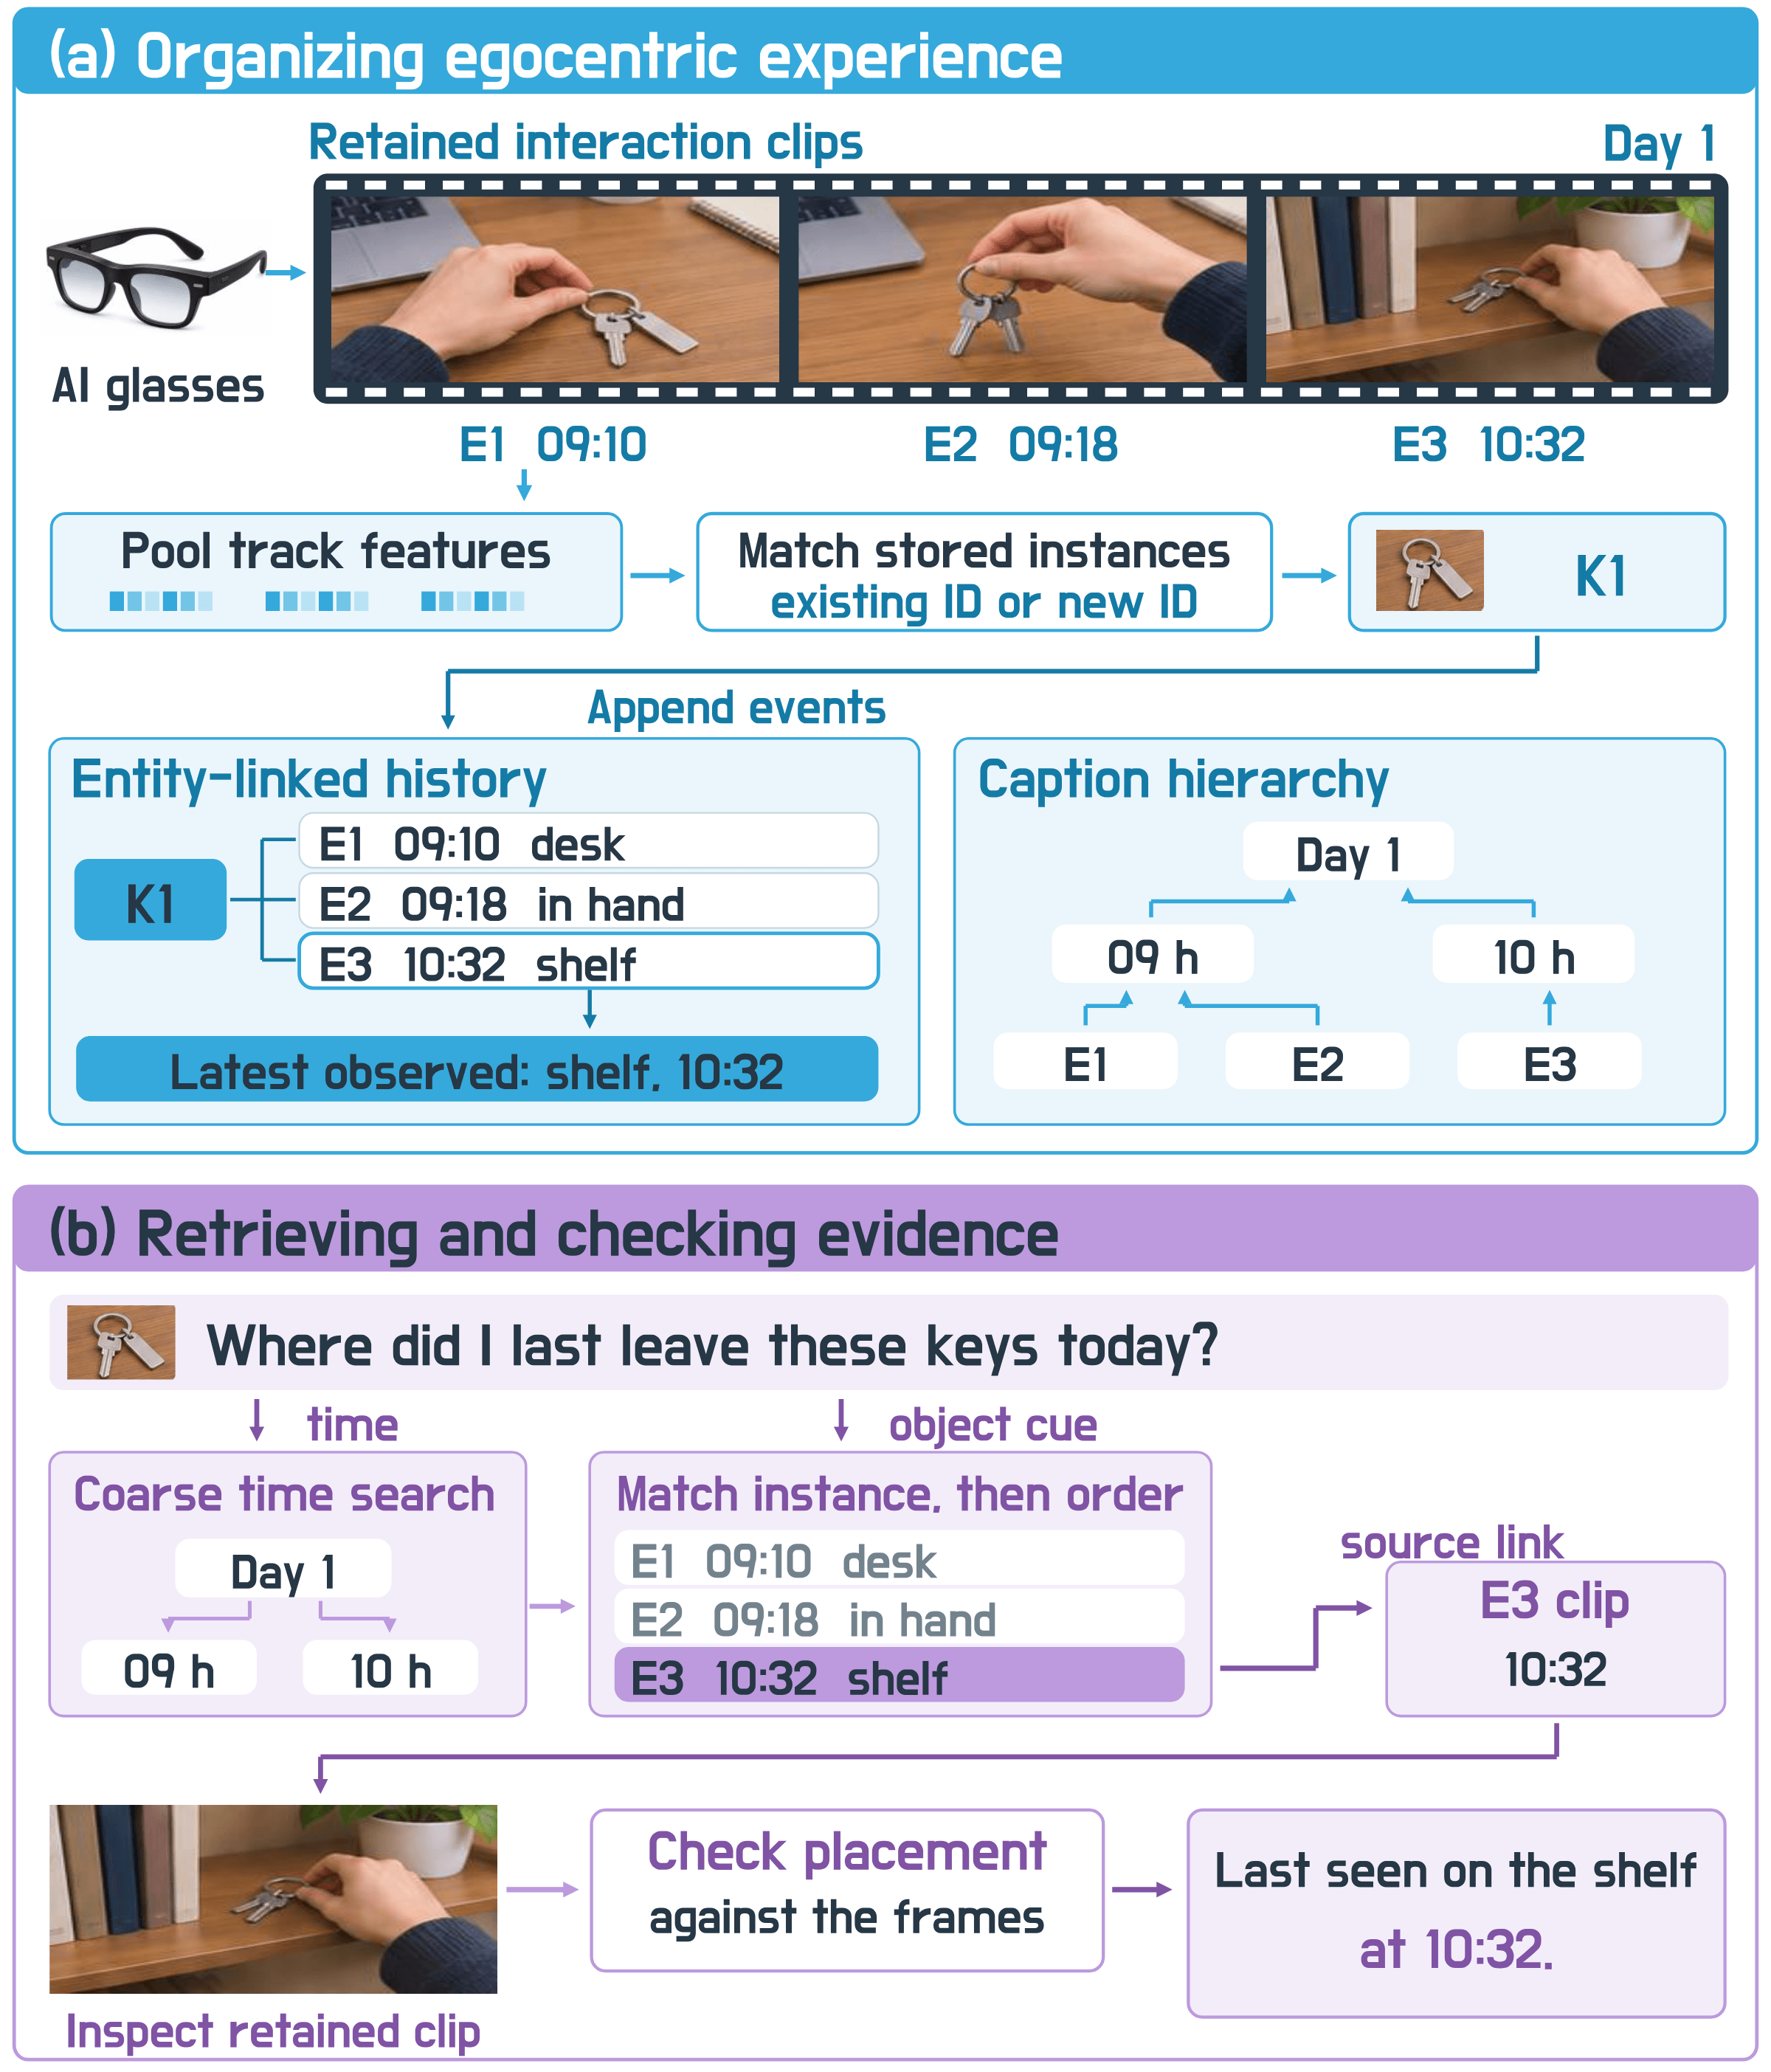 (a) Organizing egocentric experience
Retained interaction clips
Day 1
AI glasses
E1 09:10
E2 09:18
E3 10:32
Pool track features
Match stored instances
existing ID or new ID
K1
Append events
Entity-linked history
K1
E1 09:10 desk
E2 09:18 in hand
E3 10:32 shelf
Latest observed: shelf, 10:32
Caption hierarchy
Day 1
09 h
10 h
E1
E2
E3
(b) Retrieving and checking evidence
Where did I last leave these keys today?
time
object cue
Coarse time search
Day 1
09 h
10 h
Match instance, then order
E1 09:10 desk
E2 09:18 in hand
E3 10:32 shelf
source link
E3 clip
10:32
Inspect retained clip
Check placement
against the frames
Last seen on the shelf
at 10:32.